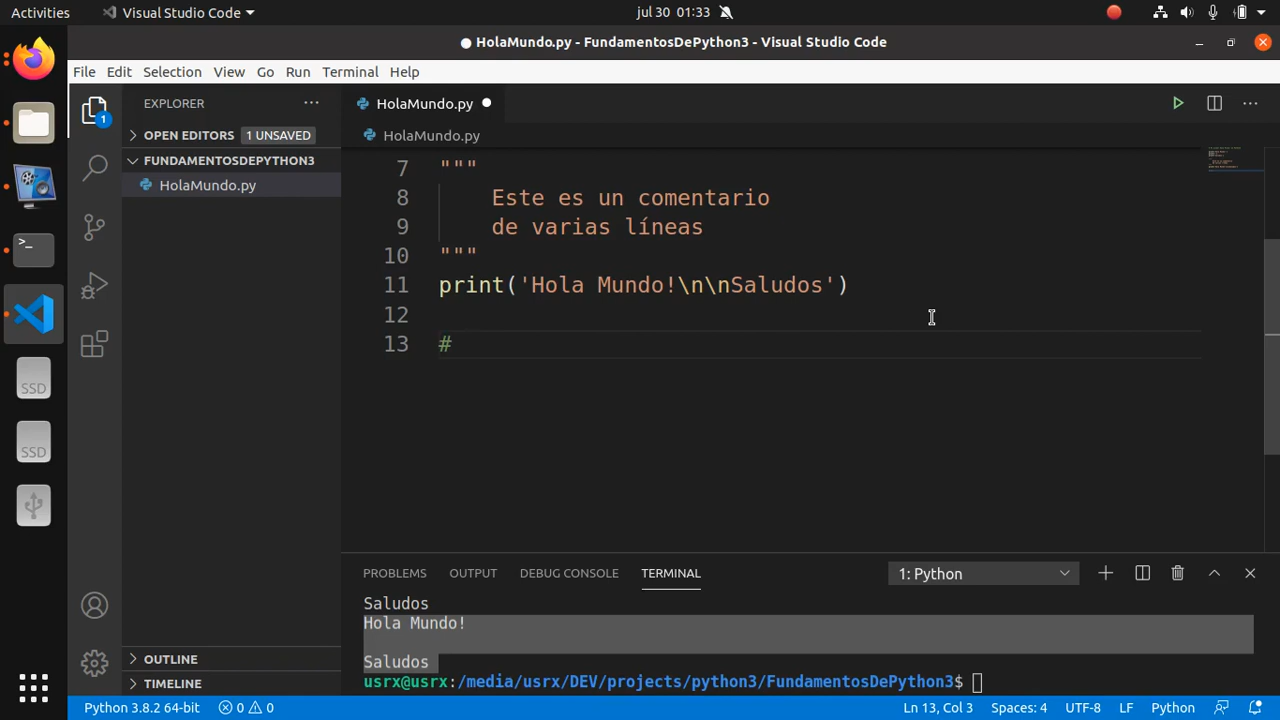 Activities Visual Studio Code jul 30 01:33
HolaMundo.py - FundamentosDePython3 - Visual Studio Code
File Edit Selection View Go Run Terminal Help
EXPLORER HolaMundo.py
1
OPEN EDITORS 1 UNSAVED HolaMundo.py
FUNDAMENTOSDEPYTHON3
HolaMundo.py
7 """
8 Este es un comentario
9 de varias líneas
10 """
11 print('Hola Mundo!\n\nSaludos')
12
13 #
SSD
SSD
PROBLEMS OUTPUT DEBUG CONSOLE TERMINAL 1: Python
Saludos
Hola Mundo!
Saludos
usrx@usrx:/media/usrx/DEV/projects/python3/FundamentosDePython3$
OUTLINE
TIMELINE
Python 3.8.2 64-bit 0 0 Ln 13, Col 3 Spaces: 4 UTF-8 LF Python